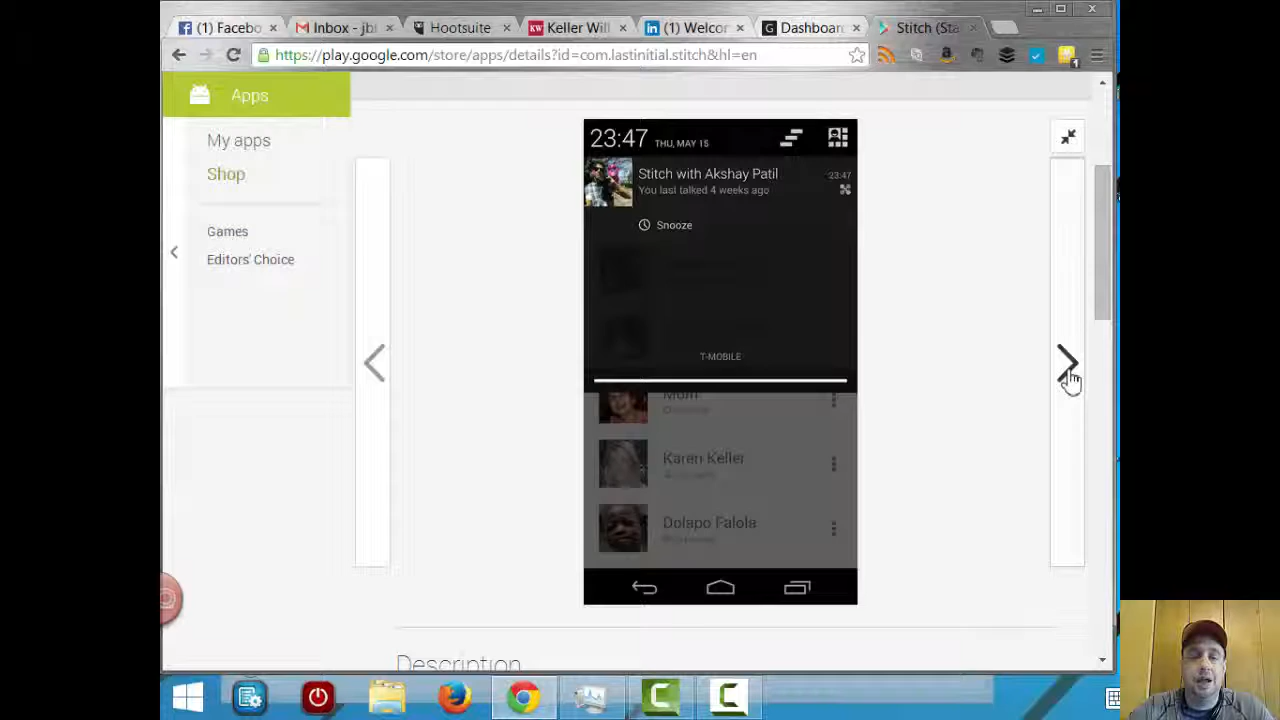 (1) Facebo
Inbox - jb
Hootsuite
KW Keller Wil
in (1) Welco
G Dashboar
Stitch (Sta
https://play.google.com/store/apps/details?id=com.lastinitial.stitch&hl=en
1
Apps
My apps
Shop
Games
Editors' Choice
23:47 THU, MAY 15
Stitch with Akshay Patil 23:47
You last talked 4 weeks ago
Snooze
T-MOBILE
Mom
Karen Keller
Dolapo Falola
Description